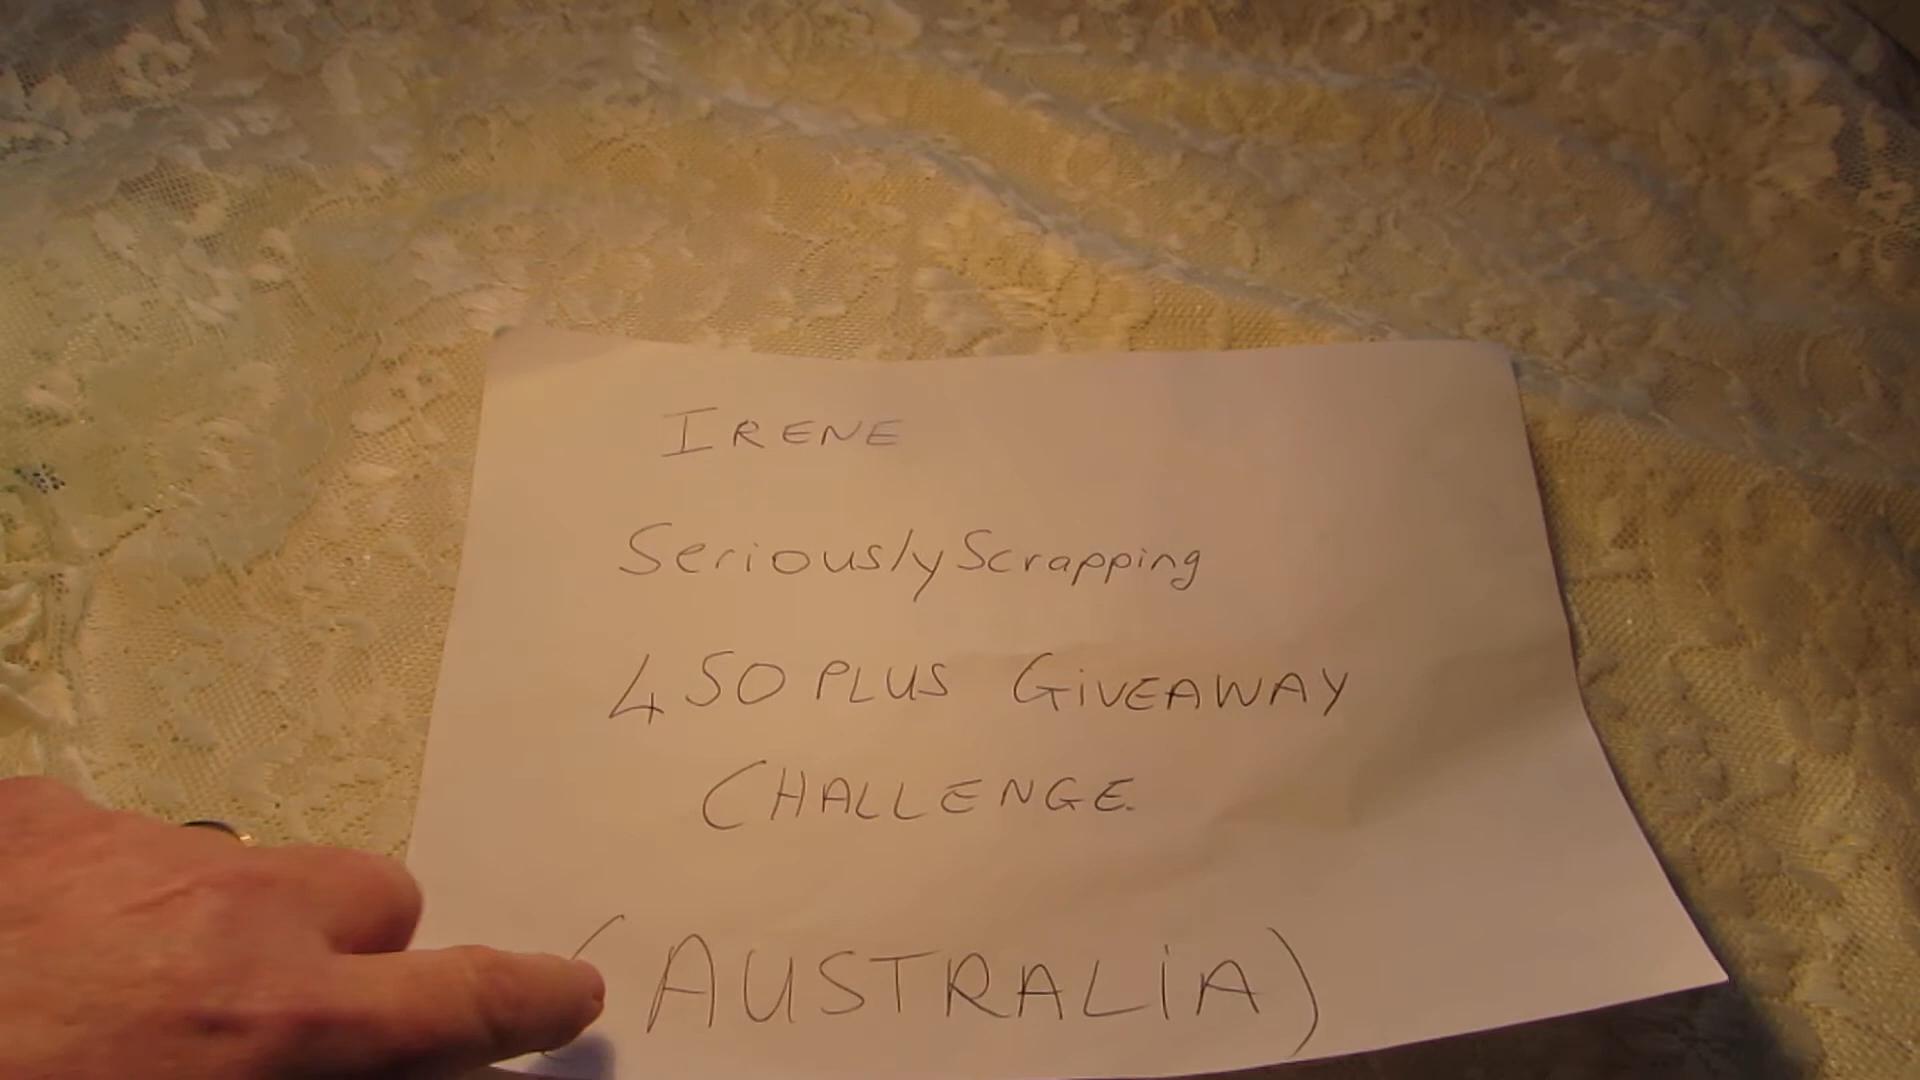 IRENE
SeriouslyScrapping
450 PLUS GiVEAWAY
CHALLENGE.
(AUSTRALiA)